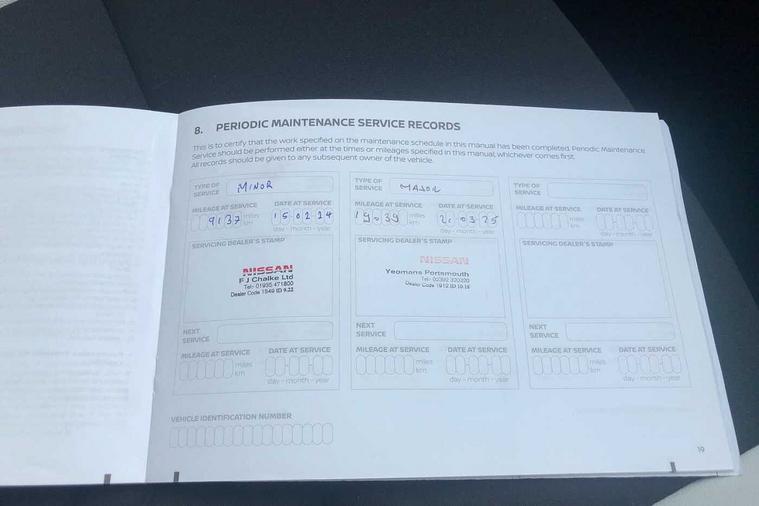 8. PERIODIC MAINTENANCE SERVICE RECORDS
This is to certify that the work specified on the maintenance schedule in this manual has been completed. Periodic Maintenance
Service should be performed either at the times or mileages specified in this manual, whichever comes first.
All records should be given to any subsequent owner of the vehicle.
TYPE OF
SERVICE
MINOR
MILEAGE AT SERVICE
DATE AT SERVICE
9137
miles
km
150224
day - month - year
SERVICING DEALER'S STAMP
NISSAN
F J Chalke Ltd
Tel:- 01935 471800
Dealer Code 1549 ID 9.22
NEXT
SERVICE
MILEAGE AT SERVICE
DATE AT SERVICE
miles
km
day - month - year
TYPE OF
SERVICE
MAJOR
MILEAGE AT SERVICE
DATE AT SERVICE
19039
miles
km
210325
day - month - year
SERVICING DEALER'S STAMP
NISSAN
Yeomans Portsmouth
Dealer Code 1912
NEXT
SERVICE
MILEAGE AT SERVICE
DATE AT SERVICE
miles
km
day - month - year
TYPE OF
SERVICE
MILEAGE AT SERVICE
DATE AT SERVICE
miles
km
day - month - year
SERVICING DEALER'S STAMP
NEXT
SERVICE
MILEAGE AT SERVICE
DATE AT SERVICE
miles
km
day - month - year
VEHICLE IDENTIFICATION NUMBER
19